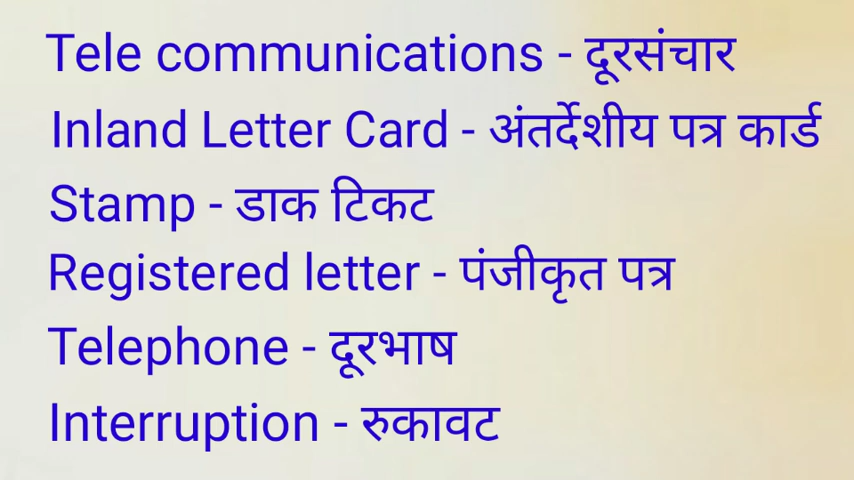 Tele communications - दूरसंचार
Inland Letter Card - अंतर्देशीय पत्र कार्ड
Stamp - डाक टिकट
Registered letter - पंजीकृत पत्र
Telephone - दूरभाष
Interruption - रुकावट